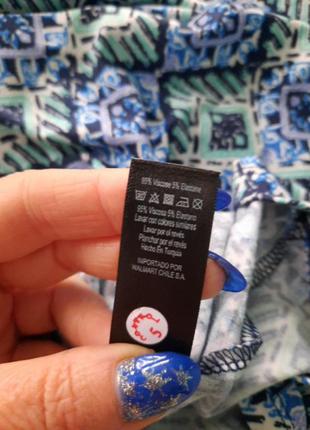 95% Viscose 5% Elastane
95% Viscosa 5% Elastano
Lavar con colores similares
Lavar por el revés
Planchar por el revés
Hecho En Turquía
IMPORTADO POR
WALMART CHILE S.A.